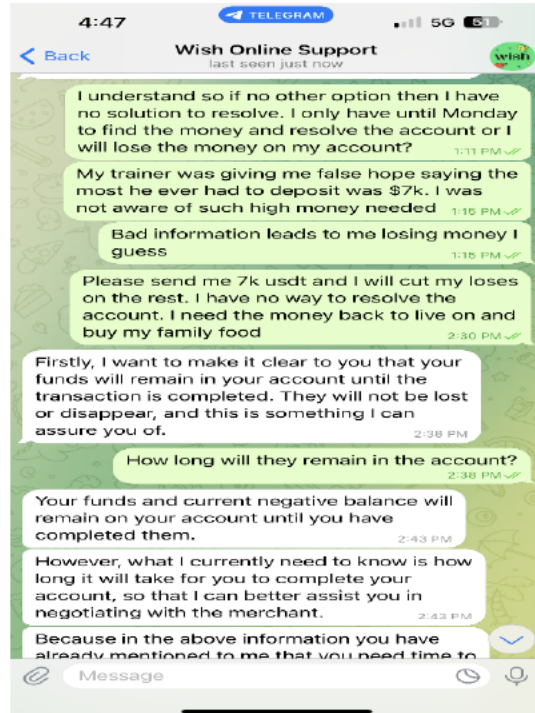 4:47
TELEGRAM
5G 51
Back
Wish Online Support
last seen just now
wish
I understand so if no other option then I have
no solution to resolve. I only have until Monday
to find the money and resolve the account or I
will lose the money on my account?
1:11 PM
My trainer was giving me false hope saying the
most he ever had to deposit was $7k. I was
not aware of such high money needed
1:15 PM
Bad information leads to me losing money I
guess
1:15 PM
Please send me 7k usdt and I will cut my loses
on the rest. I have no way to resolve the
account. I need the money back to live on and
buy my family food
2:30 PM
Firstly, I want to make it clear to you that your
funds will remain in your account until the
transaction is completed. They will not be lost
or disappear, and this is something I can
assure you of.
2:38 PM
How long will they remain in the account?
2:38 PM
Your funds and current negative balance will
remain on your account until you have
completed them.
2:43 PM
However, what I currently need to know is how
long it will take for you to complete your
account, so that I can better assist you in
negotiating with the merchant.
2:43 PM
Because in the above information you have
already mentioned to me that you need time to
Message